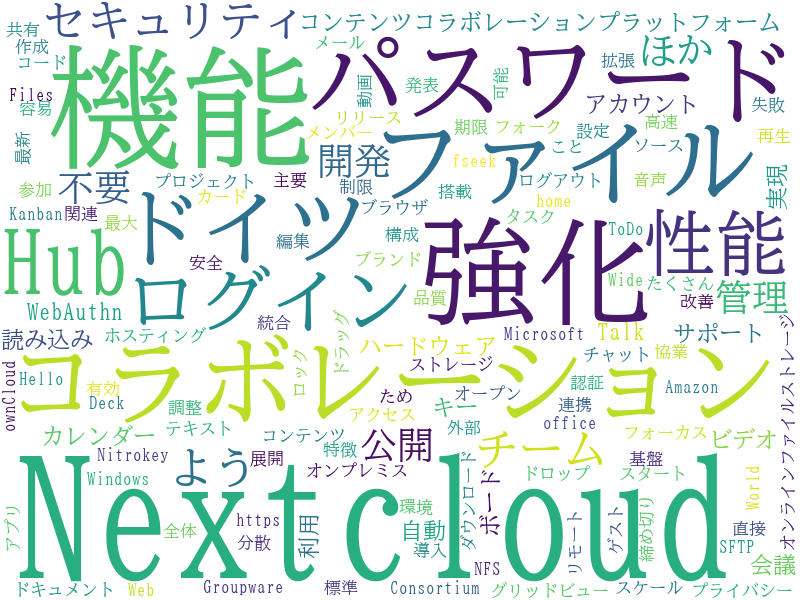 共有
セキュリティ
コンテンツコラボレーションプラットフォーム
作成
コード
メール
ほか
拡張
Files
容易
機能
パスワード
動画
発表
可能
アカウント
失敗
最新
リリース
メンバー
期限
フォーク
設定
高速
ファイル
fseek
こと
ソース
再生
開発
参加
不要
プロジェクト
カード
主要
制限
ブラウザ
搭載
ログアウト
音声
実現
Kanban
関連
最大
ドイツ
編集
構成
タスク
home
ToDo
Hub
安全
ブランド
強化
性能
WebAuthn
ログイン
品質
Wide
たくさん
改善
管理
読み込み
ホスティング
統合
ドラッグ
ハードウェア
Microsoft
Talk
サポート
ownCloud
Hello
有効
Deck
コラボレーション
ロック
ストレージ
チャット
協業
調整
ため
オープン
認証
Amazon
カレンダー
テキスト
コンテンツ
アクセス
キー
連携
office
フォーカス
ビデオ
Nitrokey
特徴
公開
外部
チーム
Windows
よう
展開
オンプレミス
ダウンロード
ボード
ドロップ
基盤
スタート
オンラインファイルストレージ
Nextcloud
アプリ
全体
https
利用
環境
自動
World
分散
導入
NFS
リモート
ゲスト
締め切り
直接
SFTP
会議
ドキュメント
Web
Groupware
標準
Consortium
グリッドビュー
スケール
プライバシー